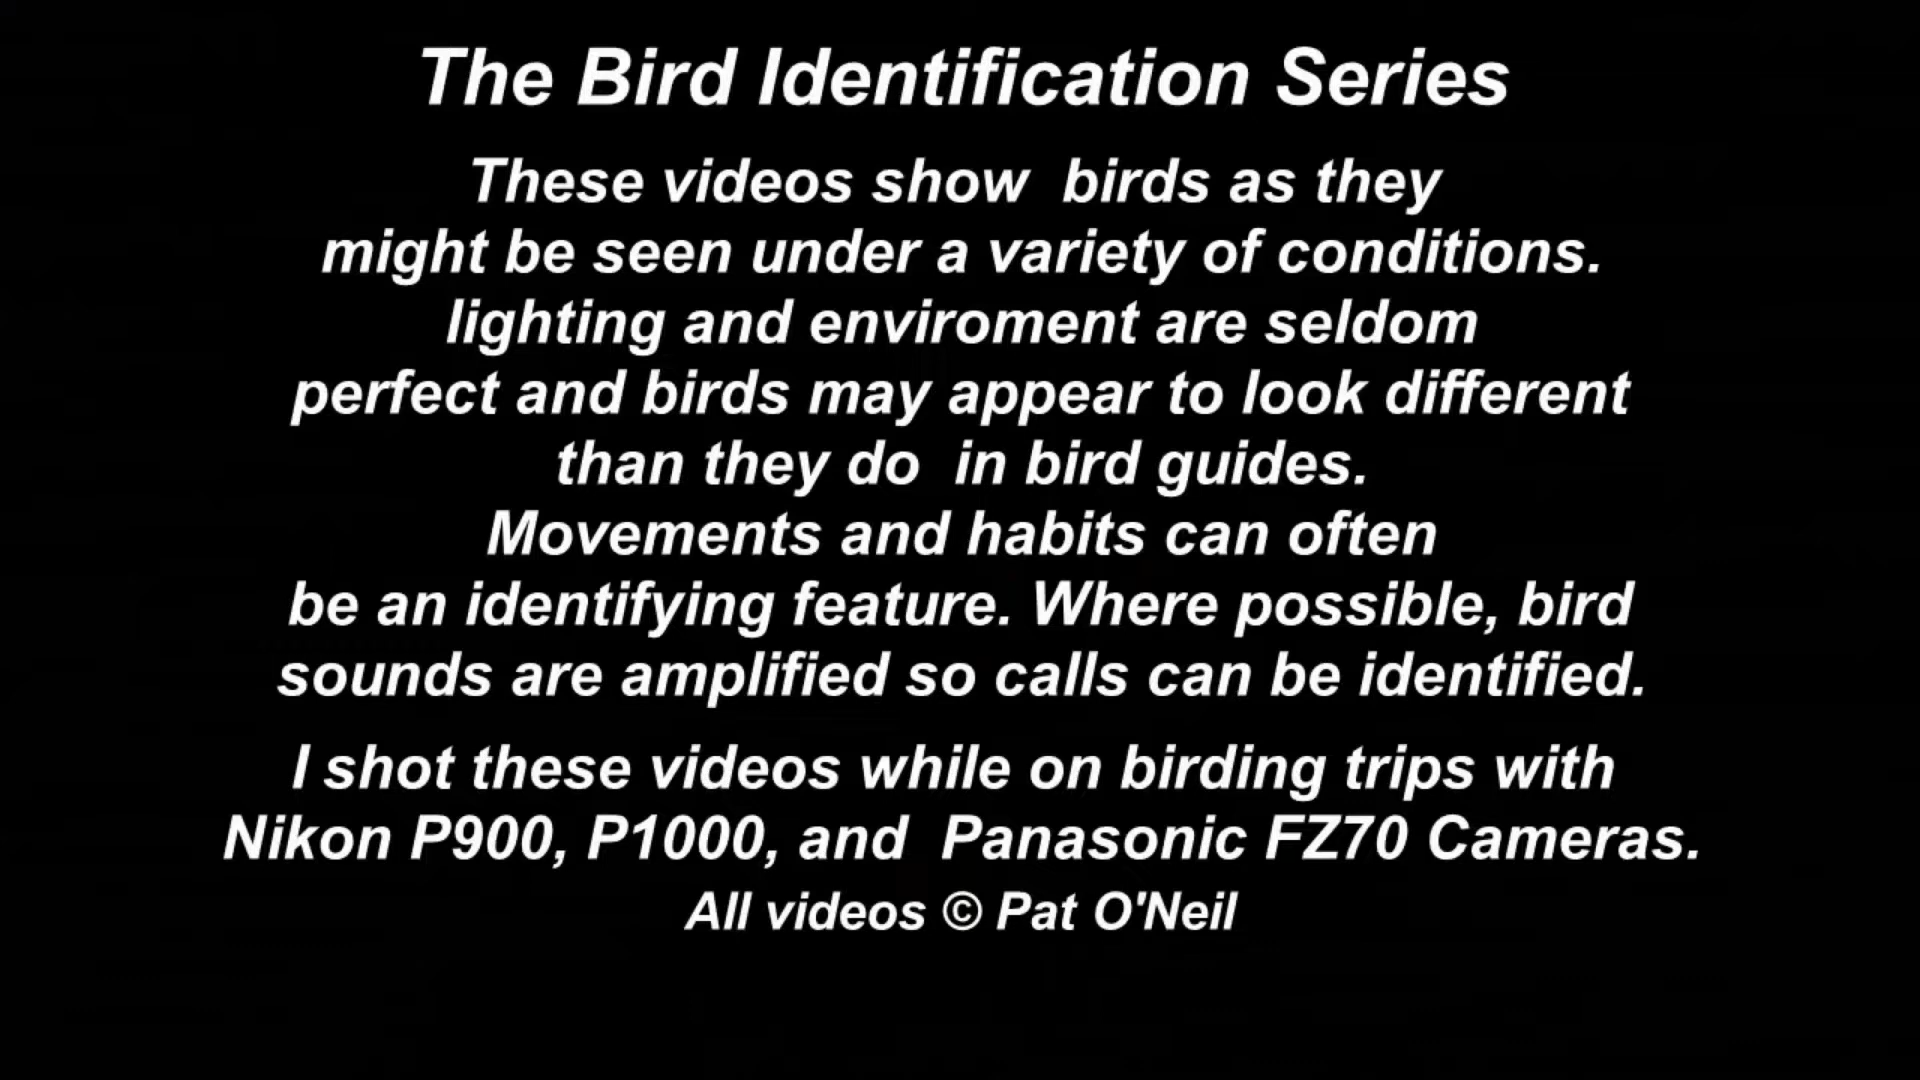 The Bird Identification Series
These videos show  birds as they
might be seen under a variety of conditions.
lighting and enviroment are seldom
perfect and birds may appear to look different
than they do  in bird guides.
Movements and habits can often
be an identifying feature. Where possible, bird
sounds are amplified so calls can be identified.
I shot these videos while on birding trips with
Nikon P900, P1000, and  Panasonic FZ70 Cameras.
All videos © Pat O'Neil